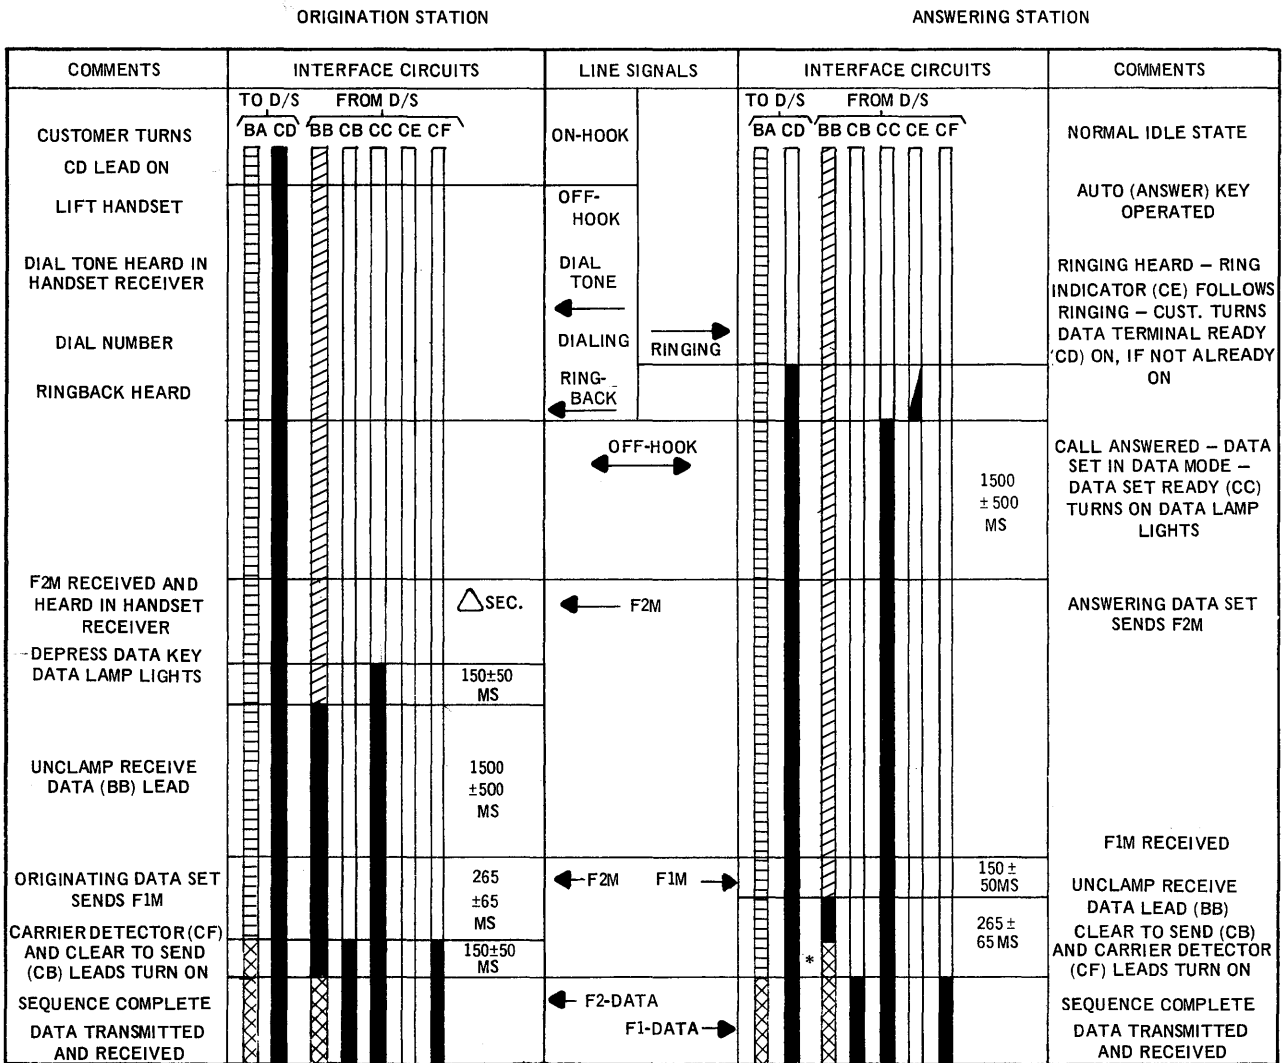 ORIGINATION STATION
ANSWERING STATION
COMMENTS
INTERFACE CIRCUITS
LINE SIGNALS
INTERFACE CIRCUITS
COMMENTS
CUSTOMER TURNS
CD LEAD ON
LIFT HANDSET
DIAL TONE HEARD IN
HANDSET RECEIVER
DIAL NUMBER
RINGBACK HEARD
F2M RECEIVED AND
HEARD IN HANDSET
RECEIVER
DEPRESS DATA KEY
DATA LAMP LIGHTS
UNCLAMP RECEIVE
DATA (BB) LEAD
ORIGINATING DATA SET
SENDS F1M
CARRIER DETECTOR (CF)
AND CLEAR TO SEND
(CB) LEADS TURN ON
SEQUENCE COMPLETE
DATA TRANSMITTED
AND RECEIVED
TO D/S FROM D/S
BA CD BB CB CC CE CF
△ SEC.
150±50
MS
1500
±500
MS
265
±65
MS
150±50
MS
ON-HOOK
OFF-
HOOK
DIAL
TONE
DIALING
RINGING
RING-
BACK
OFF-HOOK
F2M
F2M F1M
F2-DATA
F1-DATA
TO D/S FROM D/S
BA CD BB CB CC CE CF
1500
±500
MS
150±
50MS
265±
65MS
*
NORMAL IDLE STATE
AUTO (ANSWER) KEY
OPERATED
RINGING HEARD – RING
INDICATOR (CE) FOLLOWS
RINGING – CUST. TURNS
DATA TERMINAL READY
CD) ON, IF NOT ALREADY
ON
CALL ANSWERED – DATA
SET IN DATA MODE –
DATA SET READY (CC)
TURNS ON DATA LAMP
LIGHTS
ANSWERING DATA SET
SENDS F2M
F1M RECEIVED
UNCLAMP RECEIVE
DATA LEAD (BB)
CLEAR TO SEND (CB)
AND CARRIER DETECTOR
(CF) LEADS TURN ON
SEQUENCE COMPLETE
DATA TRANSMITTED
AND RECEIVED